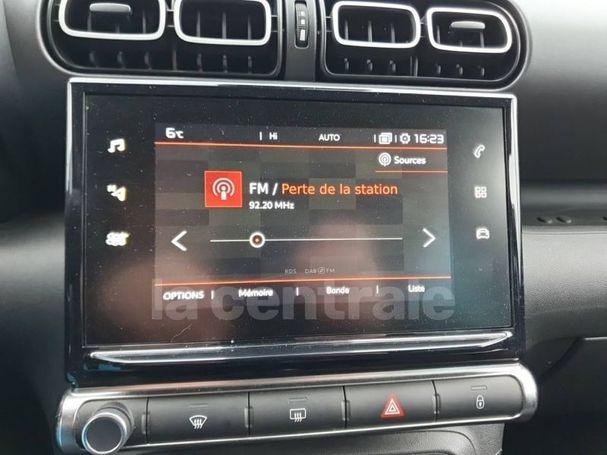 6°C Hi AUTO 16:23
Sources
FM / Perte de la station
92.20 MHz
RDS DAB FM
OPTIONS Mémoire Bande Liste
la centrale